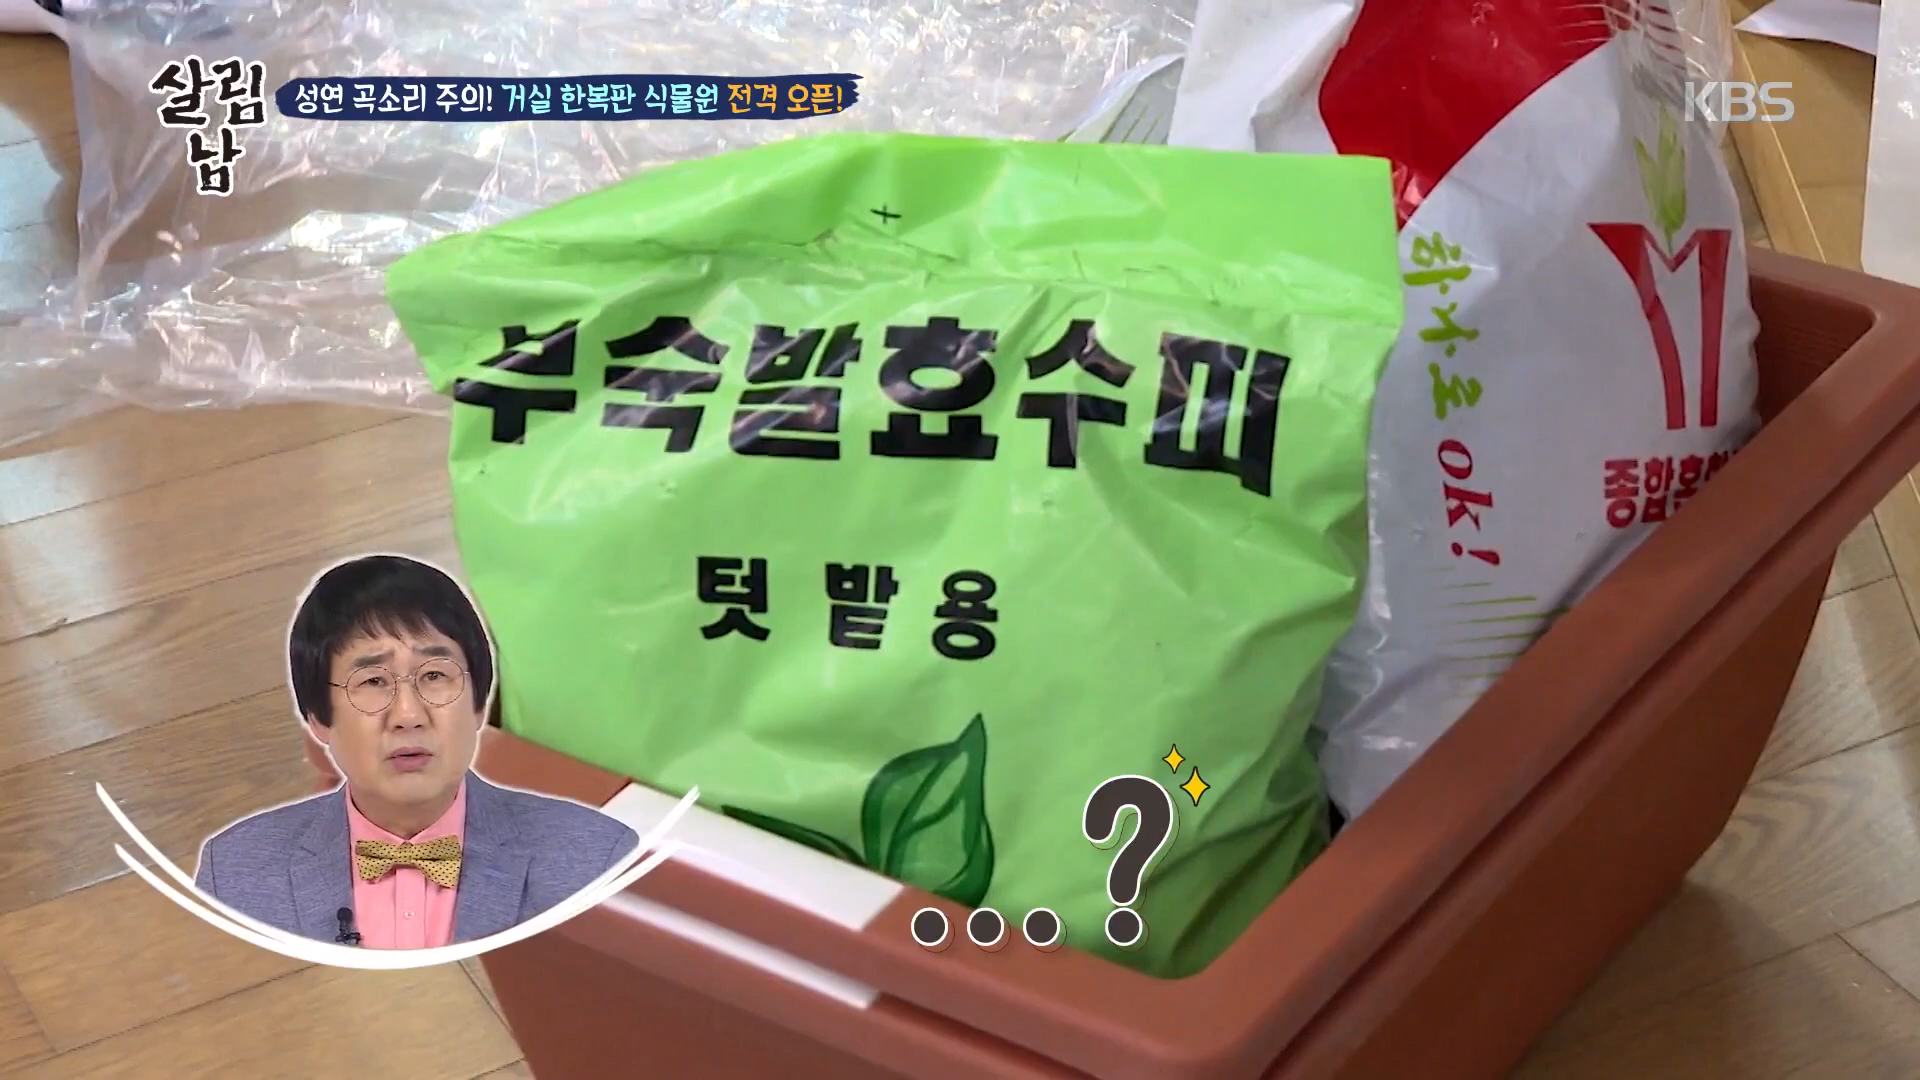 살림남
성연 곡소리 주의! 거실 한복판 식물원 전격 오픈!
KBS
부숙발효수피
텃밭용
하자로 ok!
종합
...?